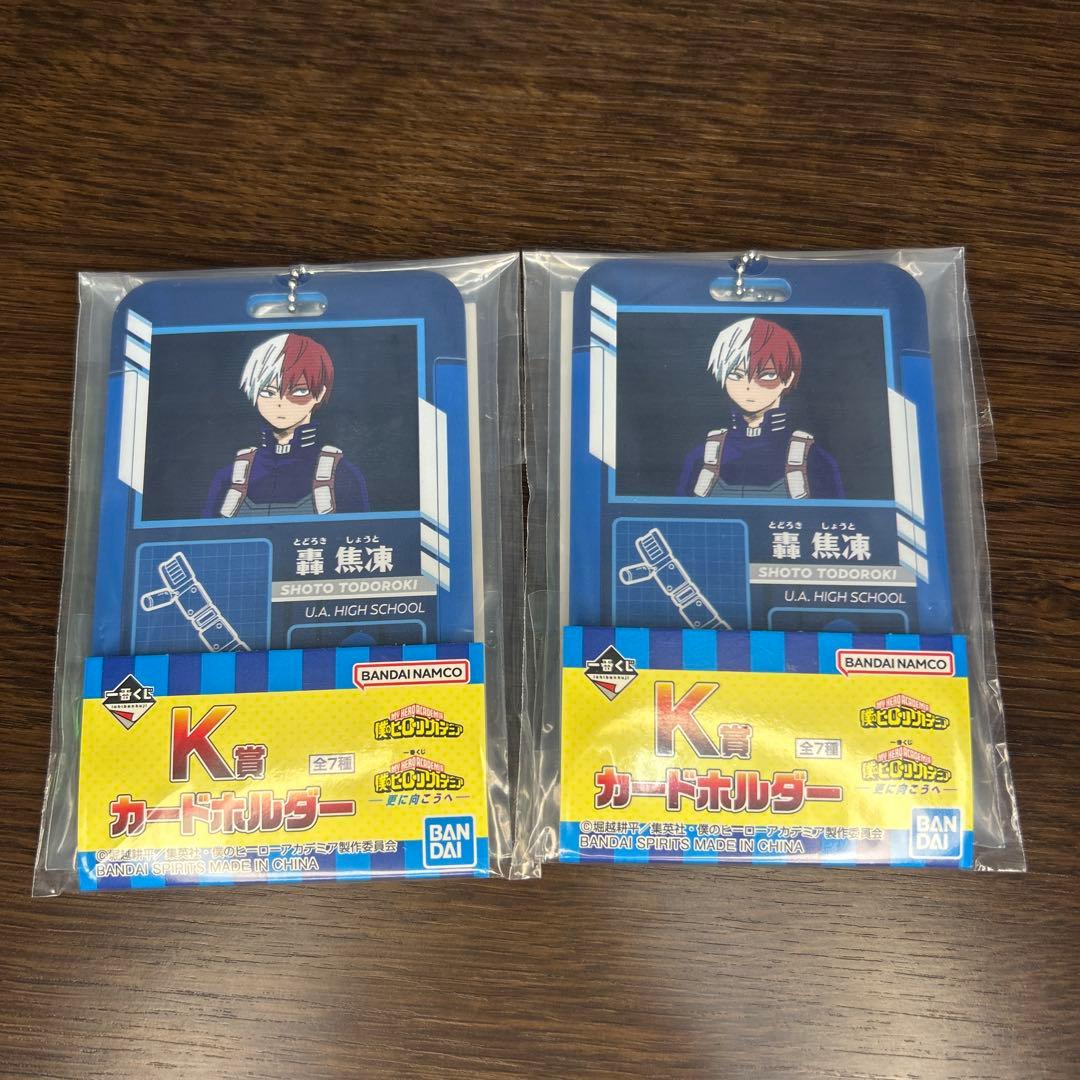 とどろき しょうと
轟 焦凍
SHOTO TODOROKI
U.A. HIGH SCHOOL
一番くじ
ichibankuji
BANDAI NAMCO
K賞
全7種
MY HERO ACADEMIA
僕のヒーローアカデミア
一番くじ
MY HERO ACADEMIA
僕のヒーローアカデミア
更に向こうへ
カードホルダー
©堀越耕平／集英社・僕のヒーローアカデミア製作委員会
BANDAI SPIRITS MADE IN CHINA
BAN
DAI
とどろき しょうと
轟 焦凍
SHOTO TODOROKI
U.A. HIGH SCHOOL
一番くじ
ichibankuji
BANDAI NAMCO
K賞
全7種
MY HERO ACADEMIA
僕のヒーローアカデミア
一番くじ
MY HERO ACADEMIA
僕のヒーローアカデミア
更に向こうへ
カードホルダー
©堀越耕平／集英社・僕のヒーローアカデミア製作委員会
BANDAI SPIRITS MADE IN CHINA
BAN
DAI